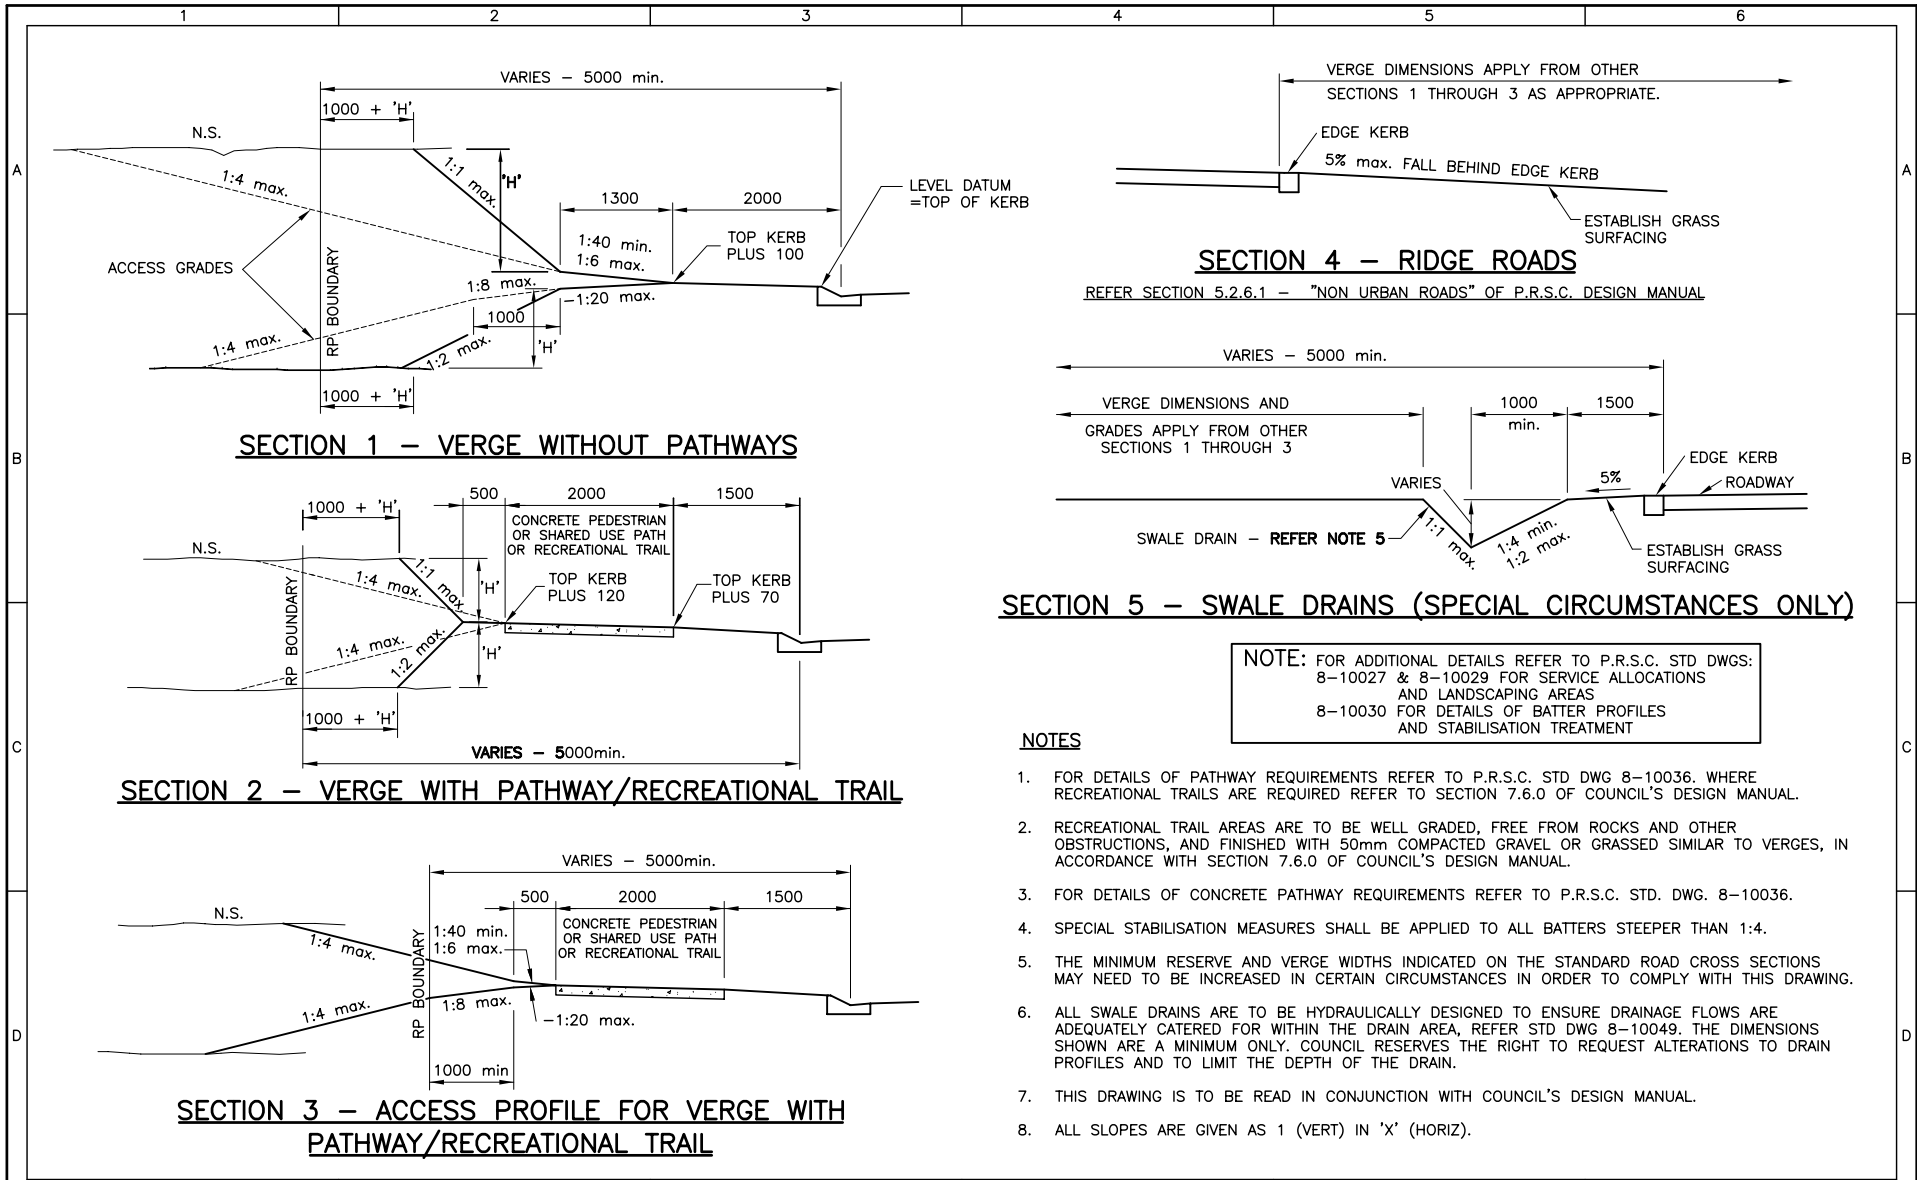 1 2 3 4 5 6
A
B
C
D
A
B
C
D
VARIES – 5000 min.
1000 + 'H'
N.S.
1:4 max.
1:1 max.
'H'
1300
2000
LEVEL DATUM
=TOP OF KERB
1:40 min.
1:6 max.
TOP KERB
PLUS 100
ACCESS GRADES
RP BOUNDARY
1:8 max.
–1:20 max.
1000
'H'
1:4 max.
1:2 max.
1000 + 'H'
SECTION 1 – VERGE WITHOUT PATHWAYS
500
2000
1500
1000 + 'H'
CONCRETE PEDESTRIAN
OR SHARED USE PATH
OR RECREATIONAL TRAIL
N.S.
1:4 max.
1:1 max.
'H'
TOP KERB
PLUS 120
TOP KERB
PLUS 70
RP BOUNDARY
1:4 max.
1:2 max.
'H'
1000 + 'H'
VARIES – 5000min.
SECTION 2 – VERGE WITH PATHWAY/RECREATIONAL TRAIL
VARIES – 5000min.
500
2000
1500
N.S.
1:4 max.
RP BOUNDARY
1:40 min.
1:6 max.
CONCRETE PEDESTRIAN
OR SHARED USE PATH
OR RECREATIONAL TRAIL
1:4 max.
1:8 max.
–1:20 max.
1000 min
SECTION 3 – ACCESS PROFILE FOR VERGE WITH
PATHWAY/RECREATIONAL TRAIL
VERGE DIMENSIONS APPLY FROM OTHER
SECTIONS 1 THROUGH 3 AS APPROPRIATE.
EDGE KERB
5% max. FALL BEHIND EDGE KERB
ESTABLISH GRASS
SURFACING
SECTION 4 – RIDGE ROADS
REFER SECTION 5.2.6.1 – "NON URBAN ROADS" OF P.R.S.C. DESIGN MANUAL
VARIES – 5000 min.
VERGE DIMENSIONS AND
GRADES APPLY FROM OTHER
SECTIONS 1 THROUGH 3
1000
min.
1500
VARIES
5%
EDGE KERB
ROADWAY
SWALE DRAIN – REFER NOTE 5
1:1 max.
1:4 min.
1:2 max.
ESTABLISH GRASS
SURFACING
SECTION 5 – SWALE DRAINS (SPECIAL CIRCUMSTANCES ONLY)
NOTE: FOR ADDITIONAL DETAILS REFER TO P.R.S.C. STD DWGS:
8–10027 & 8–10029 FOR SERVICE ALLOCATIONS
AND LANDSCAPING AREAS
8–10030 FOR DETAILS OF BATTER PROFILES
AND STABILISATION TREATMENT
NOTES
1. FOR DETAILS OF PATHWAY REQUIREMENTS REFER TO P.R.S.C. STD DWG 8–10036. WHERE
RECREATIONAL TRAILS ARE REQUIRED REFER TO SECTION 7.6.0 OF COUNCIL'S DESIGN MANUAL.
2. RECREATIONAL TRAIL AREAS ARE TO BE WELL GRADED, FREE FROM ROCKS AND OTHER
OBSTRUCTIONS, AND FINISHED WITH 50mm COMPACTED GRAVEL OR GRASSED SIMILAR TO VERGES, IN
ACCORDANCE WITH SECTION 7.6.0 OF COUNCIL'S DESIGN MANUAL.
3. FOR DETAILS OF CONCRETE PATHWAY REQUIREMENTS REFER TO P.R.S.C. STD. DWG. 8–10036.
4. SPECIAL STABILISATION MEASURES SHALL BE APPLIED TO ALL BATTERS STEEPER THAN 1:4.
5. THE MINIMUM RESERVE AND VERGE WIDTHS INDICATED ON THE STANDARD ROAD CROSS SECTIONS
MAY NEED TO BE INCREASED IN CERTAIN CIRCUMSTANCES IN ORDER TO COMPLY WITH THIS DRAWING.
6. ALL SWALE DRAINS ARE TO BE HYDRAULICALLY DESIGNED TO ENSURE DRAINAGE FLOWS ARE
ADEQUATELY CATERED FOR WITHIN THE DRAIN AREA, REFER STD DWG 8–10049. THE DIMENSIONS
SHOWN ARE A MINIMUM ONLY. COUNCIL RESERVES THE RIGHT TO REQUEST ALTERATIONS TO DRAIN
PROFILES AND TO LIMIT THE DEPTH OF THE DRAIN.
7. THIS DRAWING IS TO BE READ IN CONJUNCTION WITH COUNCIL'S DESIGN MANUAL.
8. ALL SLOPES ARE GIVEN AS 1 (VERT) IN 'X' (HORIZ).